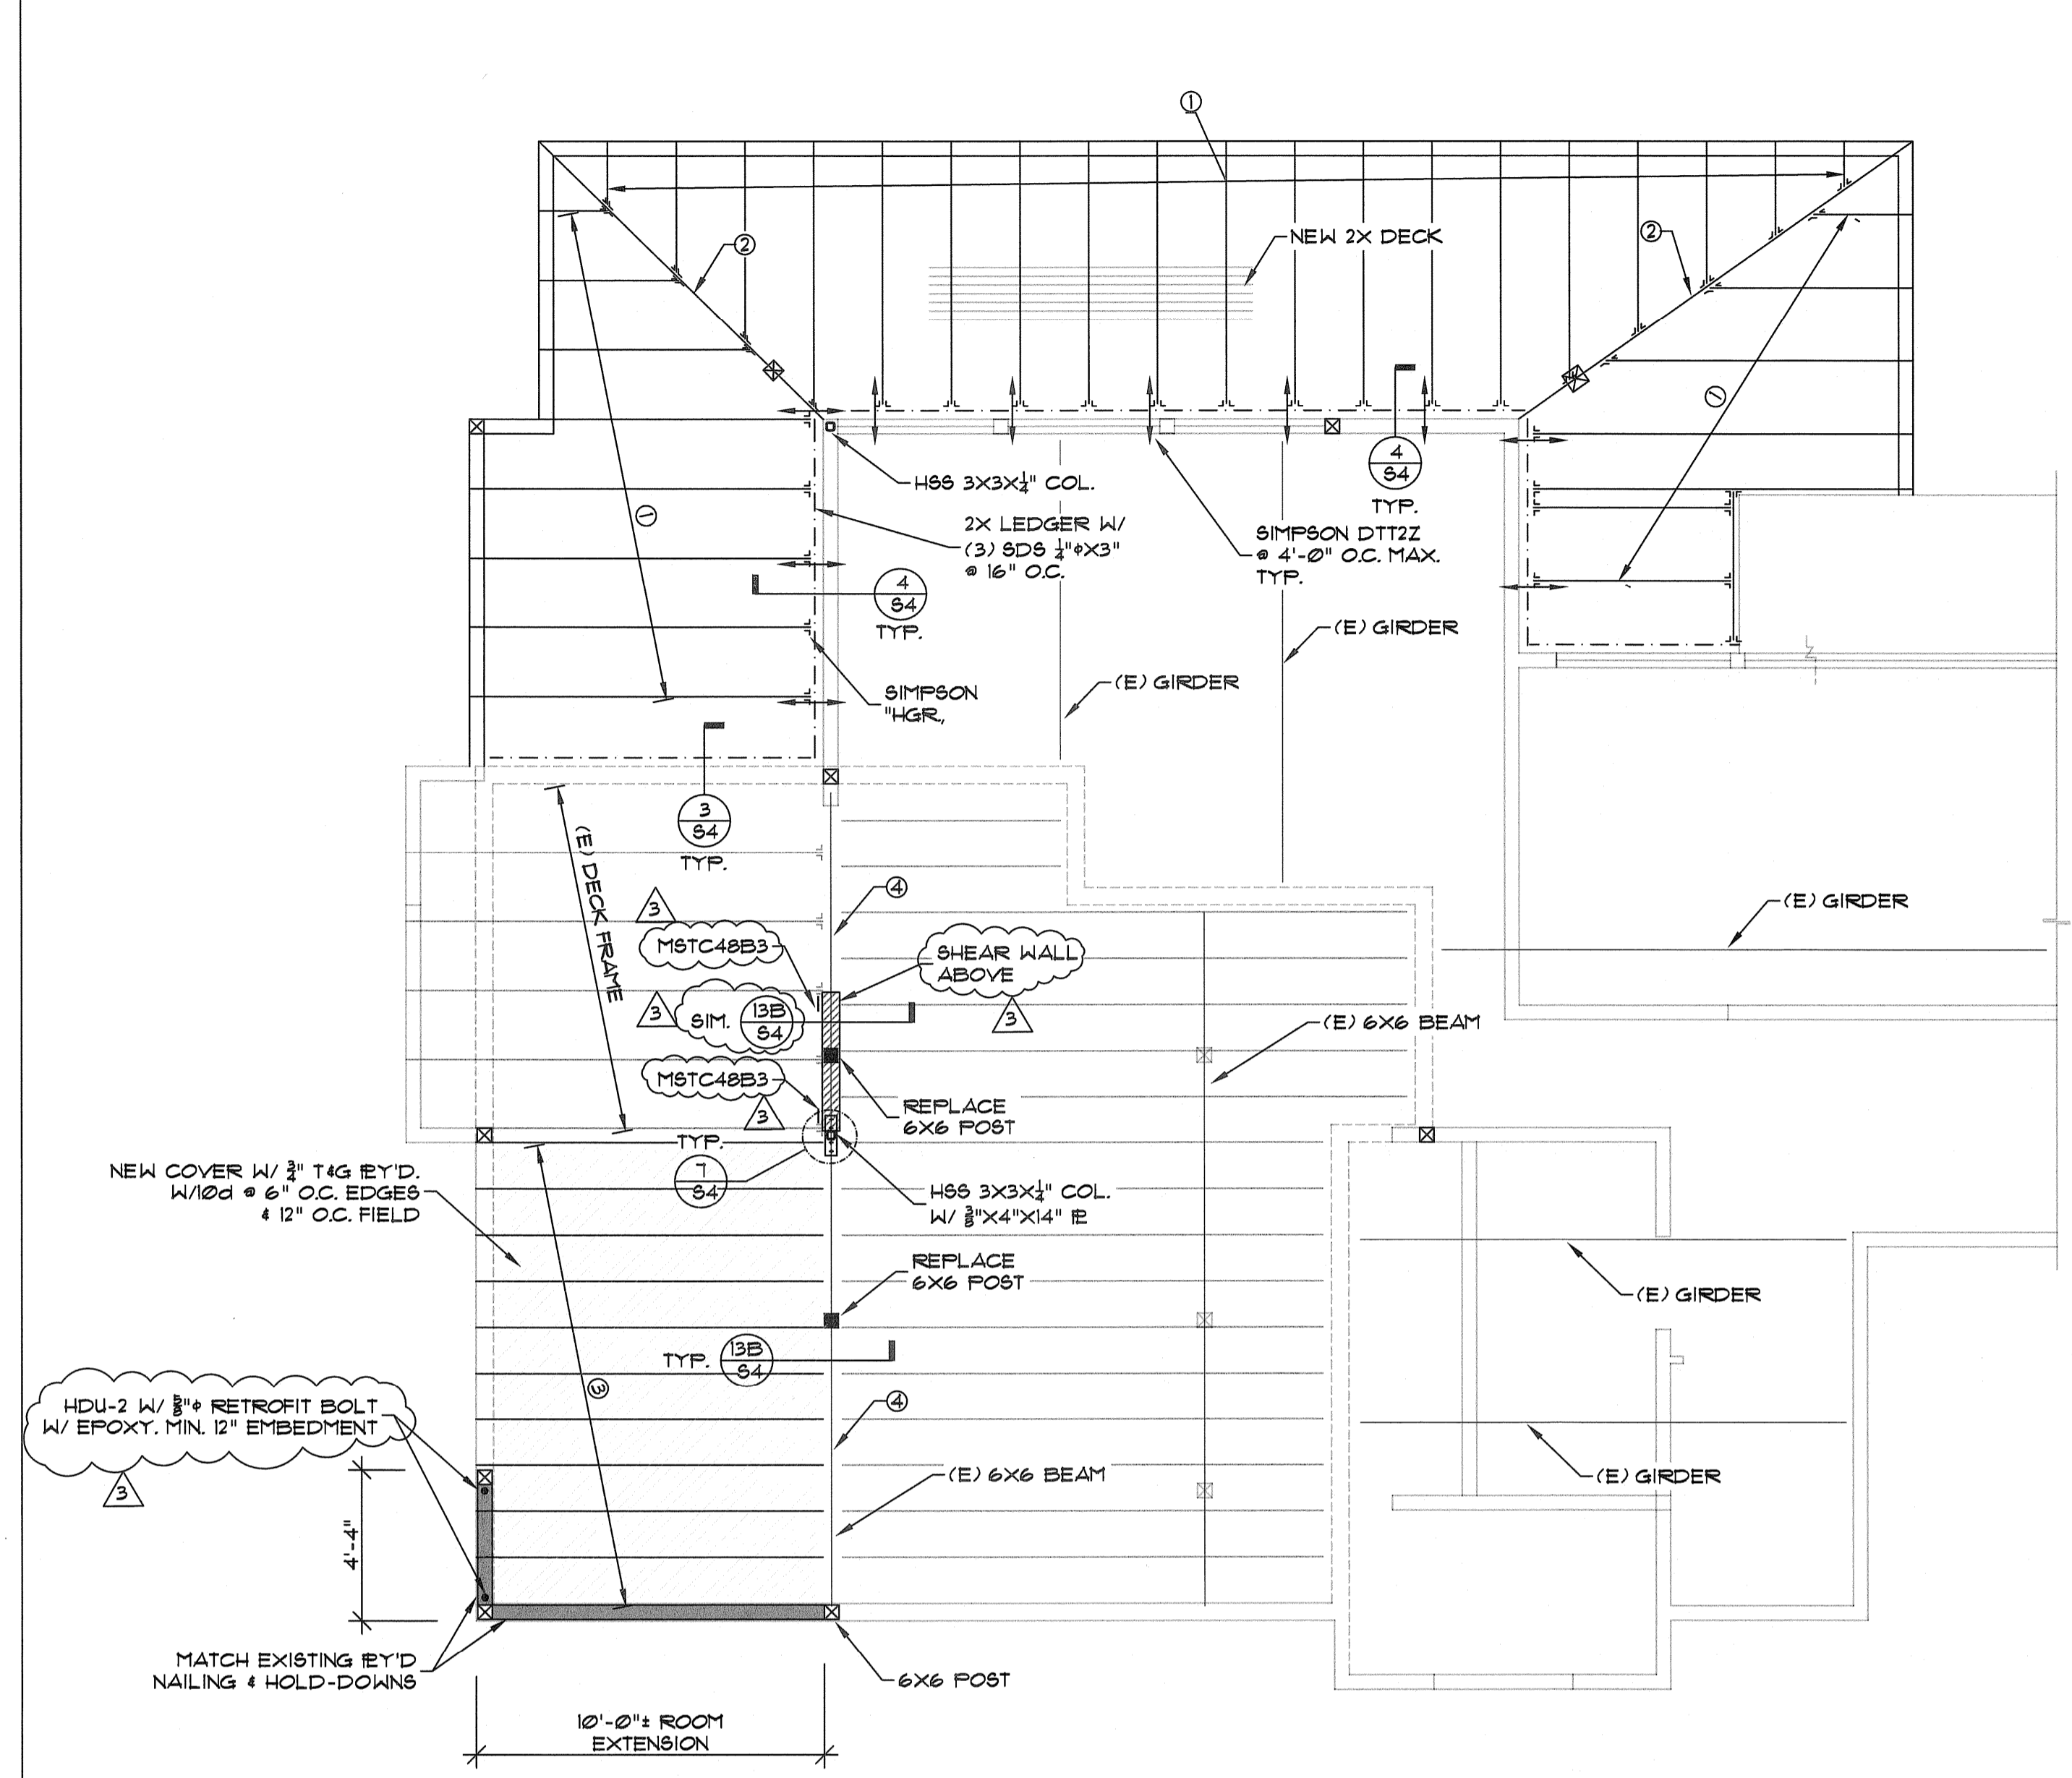 ①
②
②
NEW 2X DECK
①
①
HSS 3X3X¼" COL.
2X LEDGER W/
(3) SDS ¼"ΦX3"
@ 16" O.C.
4
S4
TYP.
SIMPSON DTT2Z
@ 4'-0" O.C. MAX.
TYP.
4
S4
TYP.
(E) GIRDER
(E) GIRDER
SIMPSON
"HGR,
3
S4
TYP.
(E) DECK FRAME
④
3
MSTC48B3
SHEAR WALL
ABOVE
3
(E) GIRDER
3
SIM.
13B
S4
(E) 6X6 BEAM
MSTC48B3
3
REPLACE
6X6 POST
TYP.
7
S4
NEW COVER W/ ¾" T&G PLY'D.
W/10d @ 6" O.C. EDGES
& 12" O.C. FIELD
HSS 3X3X¼" COL.
W/ ⅜"X4"X14" PL
REPLACE
6X6 POST
(E) GIRDER
TYP.
13B
S4
③
④
HDU-2 W/ ⅝"Φ RETROFIT BOLT
W/ EPOXY. MIN. 12" EMBEDMENT
3
(E) 6X6 BEAM
(E) GIRDER
4'-4"
MATCH EXISTING PLY'D
NAILING & HOLD-DOWNS
6X6 POST
10'-0"± ROOM
EXTENSION